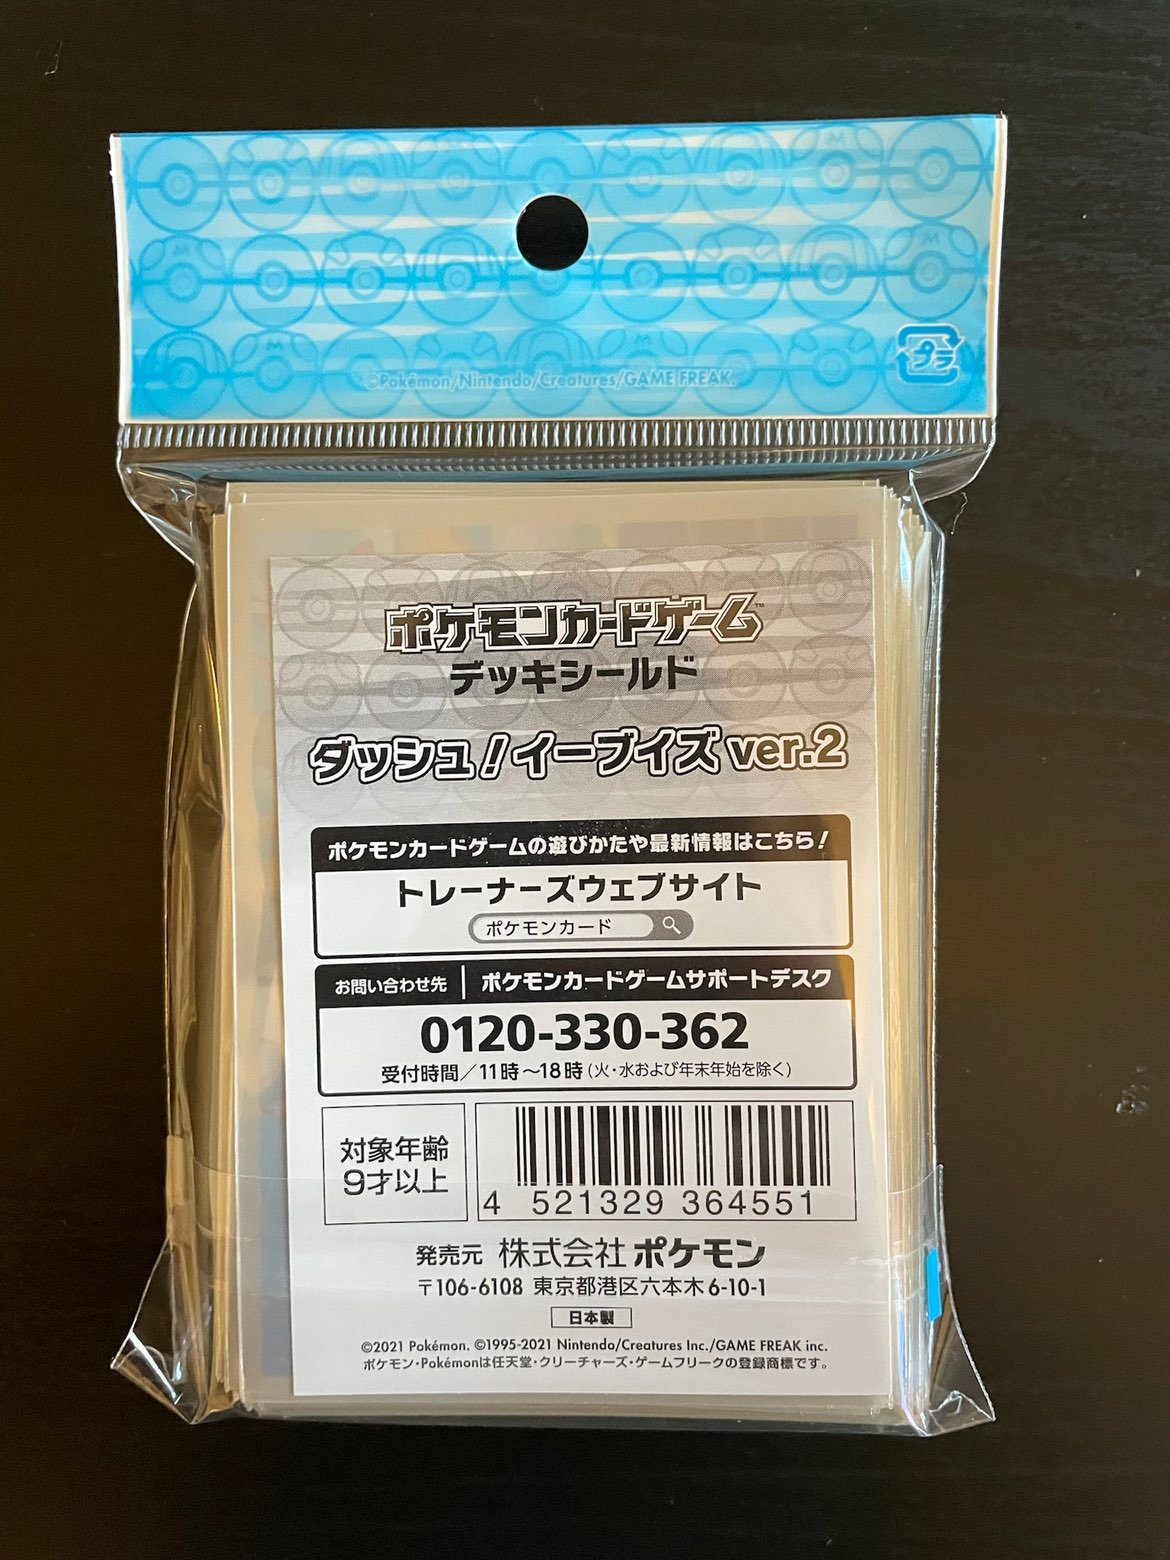 ©Pokémon/Nintendo/Creatures/GAME FREAK.
プラ
ポケモンカードゲーム™
デッキシールド
ダッシュ!イーブイズ ver.2
ポケモンカードゲームの遊びかたや最新情報はこちら!
トレーナーズウェブサイト
ポケモンカード
お問い合わせ先 ポケモンカードゲームサポートデスク
0120-330-362
受付時間/11時〜18時(火・水および年末年始を除く)
対象年齢
9才以上
4 521329 364551
発売元 株式会社 ポケモン
〒106-6108 東京都港区六本木6-10-1
日本製
©2021 Pokémon. ©1995-2021 Nintendo/Creatures Inc./GAME FREAK inc.
ポケモン・Pokémonは任天堂・クリーチャーズ・ゲームフリークの登録商標です。